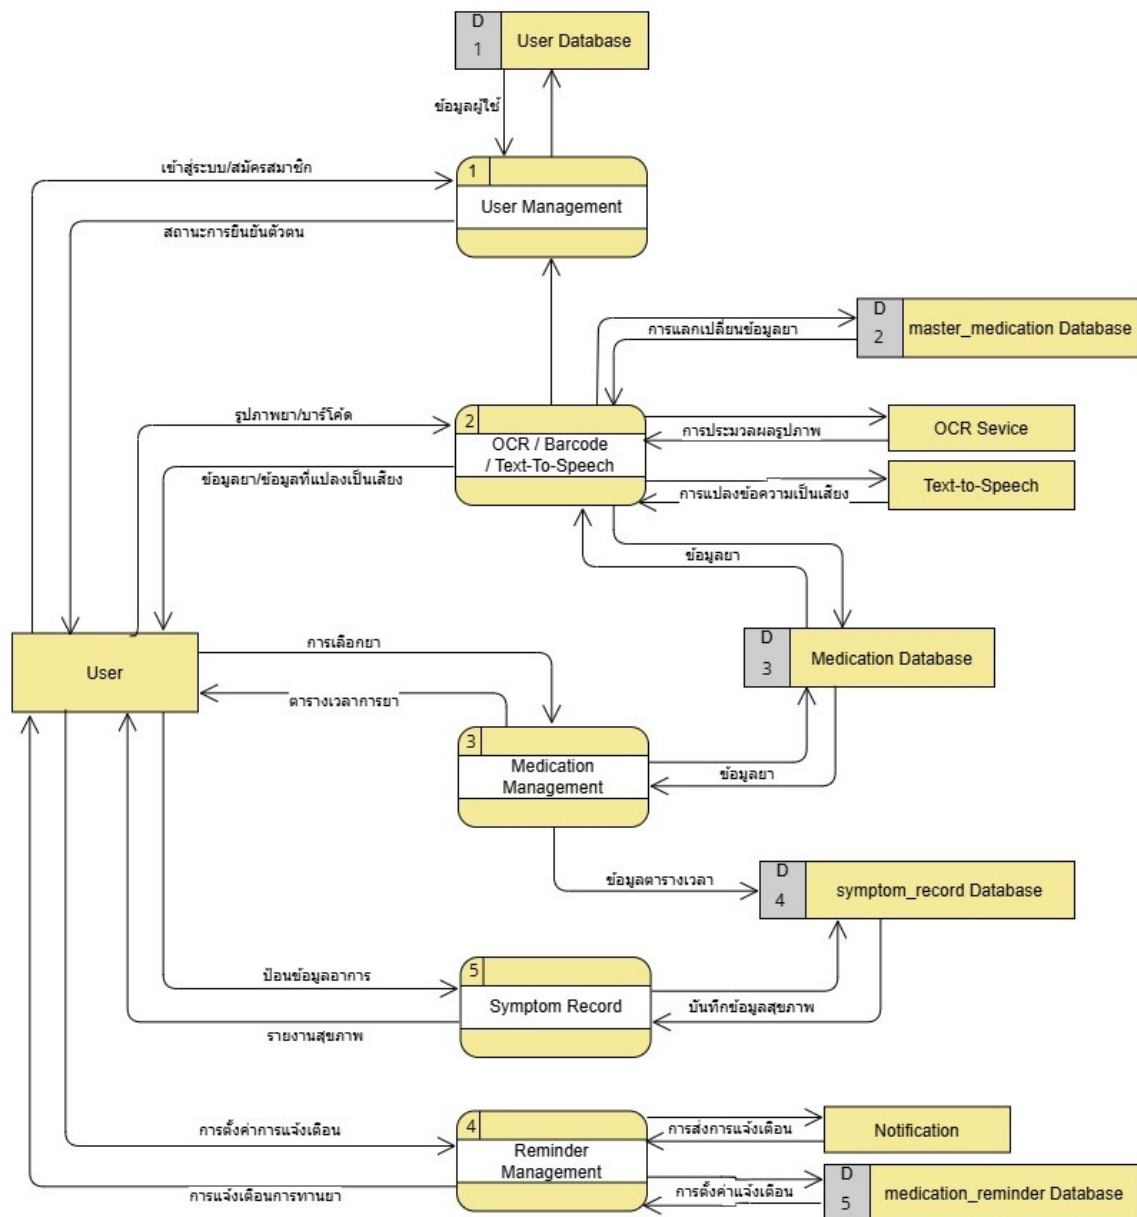 D
1
User Database
ข้อมูลผู้ใช้
เข้าสู่ระบบ/สมัครสมาชิก
1
User Management
สถานะการยืนยันตัวตน
D
2
master_medication Database
การแลกเปลี่ยนข้อมูลยา
รูปภาพยา/บาร์โค้ด
2
OCR / Barcode
/ Text-To-Speech
การประมวลผลรูปภาพ
OCR Sevice
ข้อมูลยา/ข้อมูลที่แปลงเป็นเสียง
การแปลงข้อความเป็นเสียง
Text-to-Speech
ข้อมูลยา
User
การเลือกยา
D
3
Medication Database
ตารางเวลาการยา
3
Medication
Management
ข้อมูลยา
ข้อมูลตารางเวลา
D
4
symptom_record Database
ป้อนข้อมูลอาการ
5
Symptom Record
บันทึกข้อมูลสุขภาพ
รายงานสุขภาพ
การตั้งค่าการแจ้งเตือน
4
Reminder
Management
การส่งการแจ้งเตือน
Notification
การแจ้งเตือนการทานยา
การตั้งค่าแจ้งเตือน
D
5
medication_reminder Database